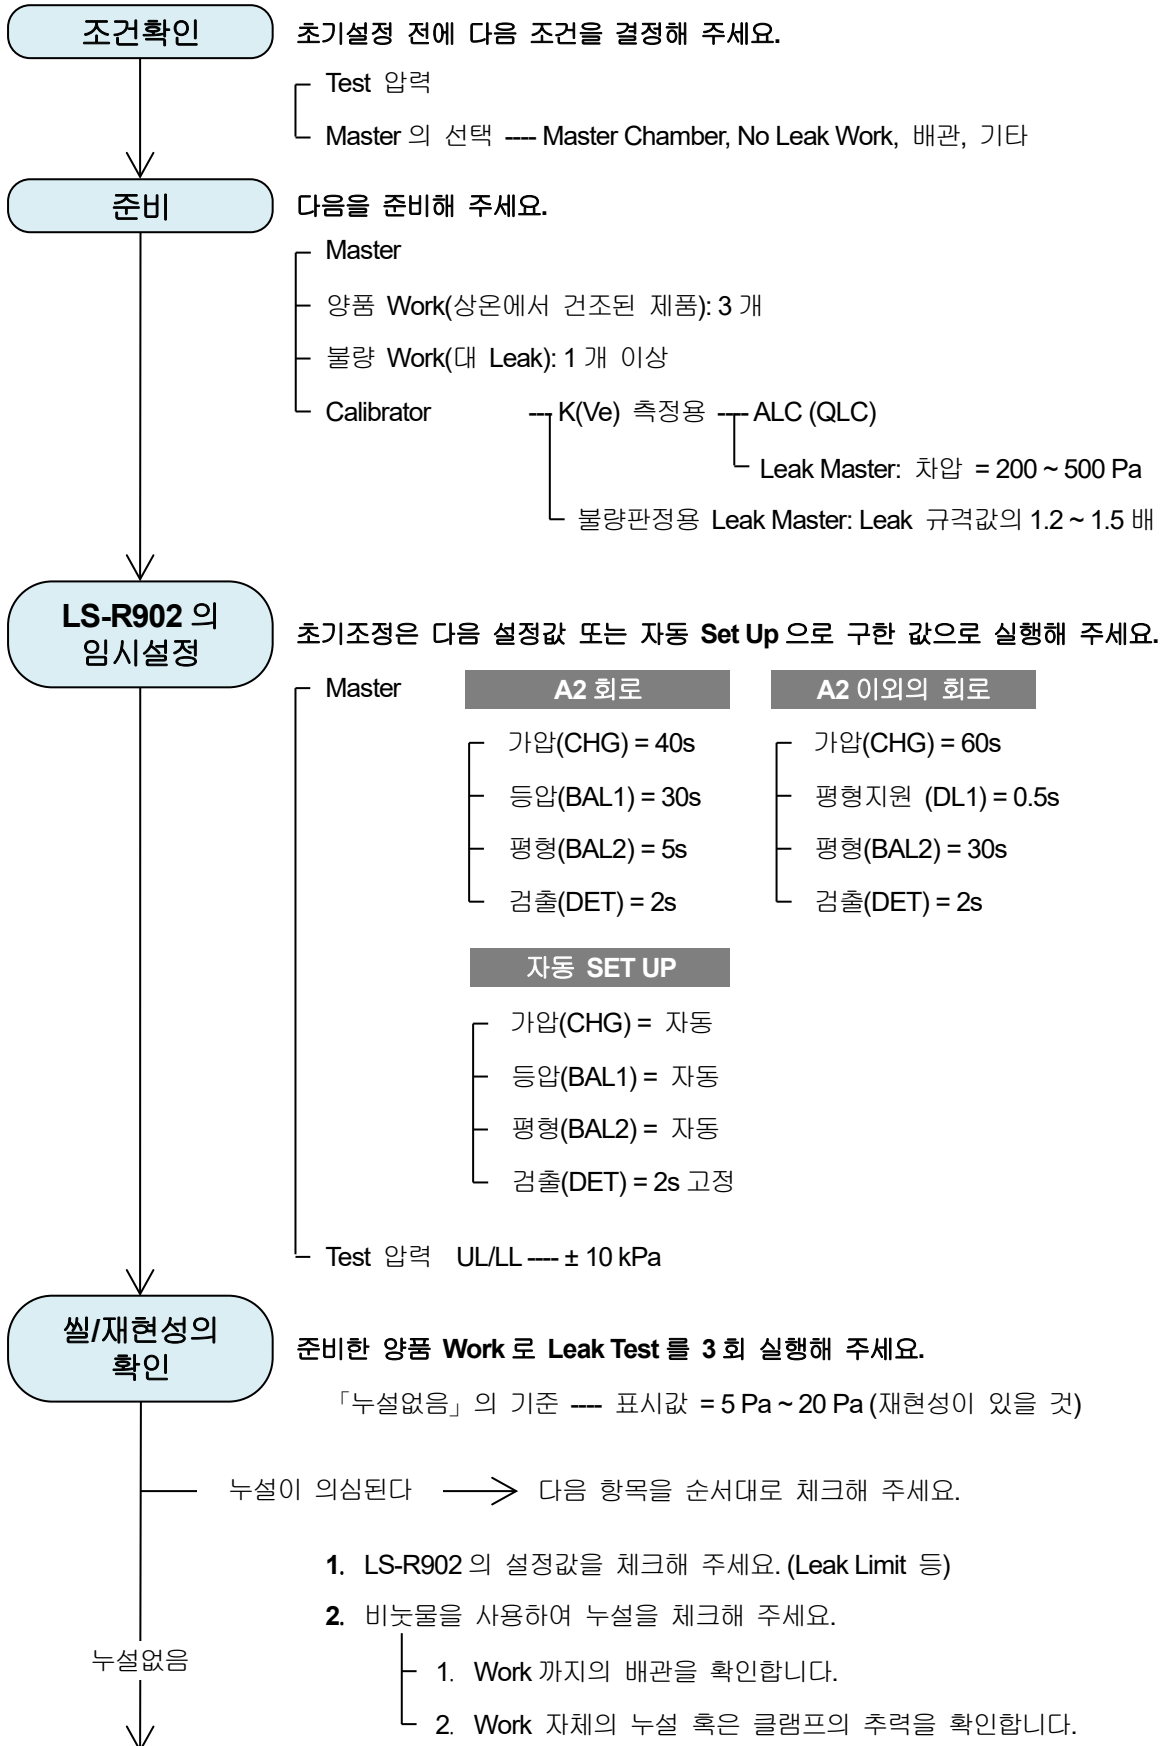 조건확인
초기설정 전에 다음 조건을 결정해 주세요.
Test 압력
Master 의 선택 ---- Master Chamber, No Leak Work, 배관, 기타
준비
다음을 준비해 주세요.
Master
양품 Work(상온에서 건조된 제품): 3 개
불량 Work(대 Leak): 1 개 이상
Calibrator --- K(Ve) 측정용 ---- ALC (QLC)
Leak Master: 차압 = 200 ~ 500 Pa
불량판정용 Leak Master: Leak 규격값의 1.2 ~ 1.5 배
LS-R902 의
임시설정
초기조정은 다음 설정값 또는 자동 Set Up 으로 구한 값으로 실행해 주세요.
Master
A2 회로
가압(CHG) = 40s
등압(BAL1) = 30s
평형(BAL2) = 5s
검출(DET) = 2s
A2 이외의 회로
가압(CHG) = 60s
평형지원 (DL1) = 0.5s
평형(BAL2) = 30s
검출(DET) = 2s
자동 SET UP
가압(CHG) = 자동
등압(BAL1) = 자동
평형(BAL2) = 자동
검출(DET) = 2s 고정
Test 압력 UL/LL ---- ± 10 kPa
씰/재현성의
확인
준비한 양품 Work 로 Leak Test 를 3 회 실행해 주세요.
「누설없음」의 기준 ---- 표시값 = 5 Pa ~ 20 Pa (재현성이 있을 것)
누설이 의심된다
다음 항목을 순서대로 체크해 주세요.
1. LS-R902 의 설정값을 체크해 주세요. (Leak Limit 등)
2. 비눗물을 사용하여 누설을 체크해 주세요.
누설없음
1. Work 까지의 배관을 확인합니다.
2. Work 자체의 누설 혹은 클램프의 추력을 확인합니다.